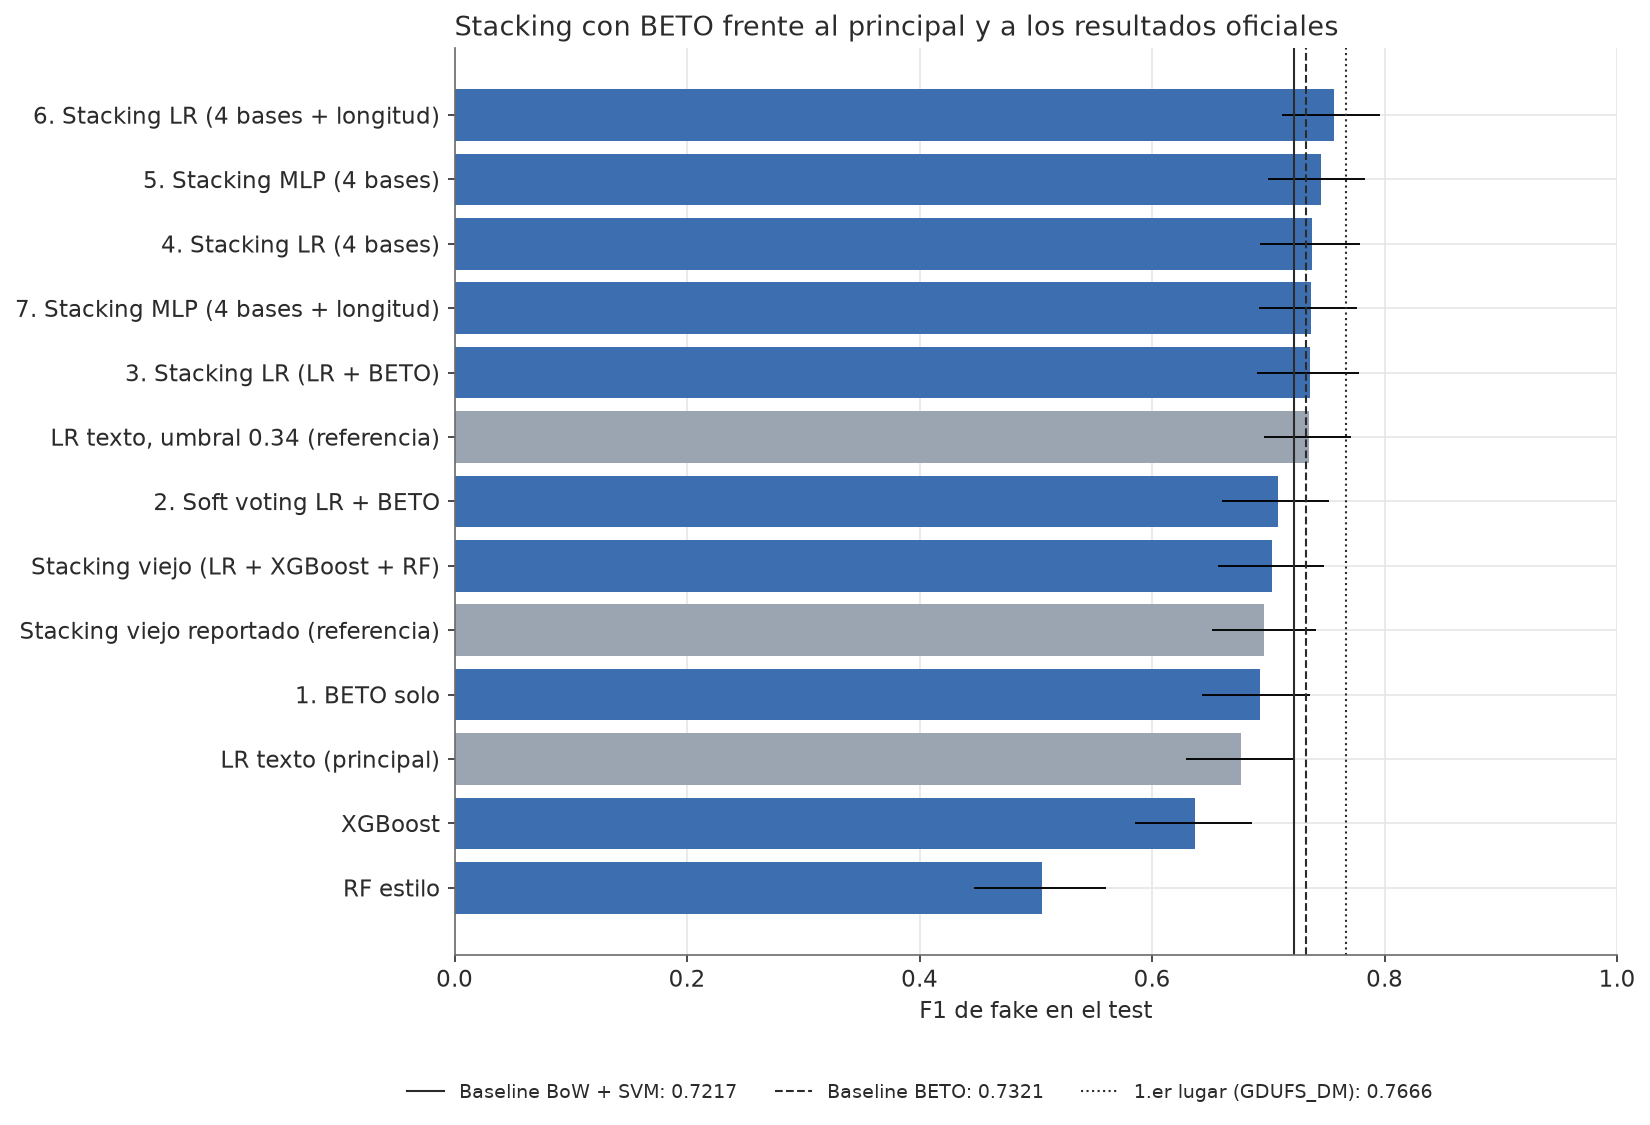 Stacking con BETO frente al principal y a los resultados oficiales
6. Stacking LR (4 bases + longitud)
5. Stacking MLP (4 bases)
4. Stacking LR (4 bases)
7. Stacking MLP (4 bases + longitud)
3. Stacking LR (LR + BETO)
LR texto, umbral 0.34 (referencia)
2. Soft voting LR + BETO
Stacking viejo (LR + XGBoost + RF)
Stacking viejo reportado (referencia)
1. BETO solo
LR texto (principal)
XGBoost
RF estilo
0.0 0.2 0.4 0.6 0.8 1.0
F1 de fake en el test
Baseline BoW + SVM: 0.7217 Baseline BETO: 0.7321 1.er lugar (GDUFS_DM): 0.7666